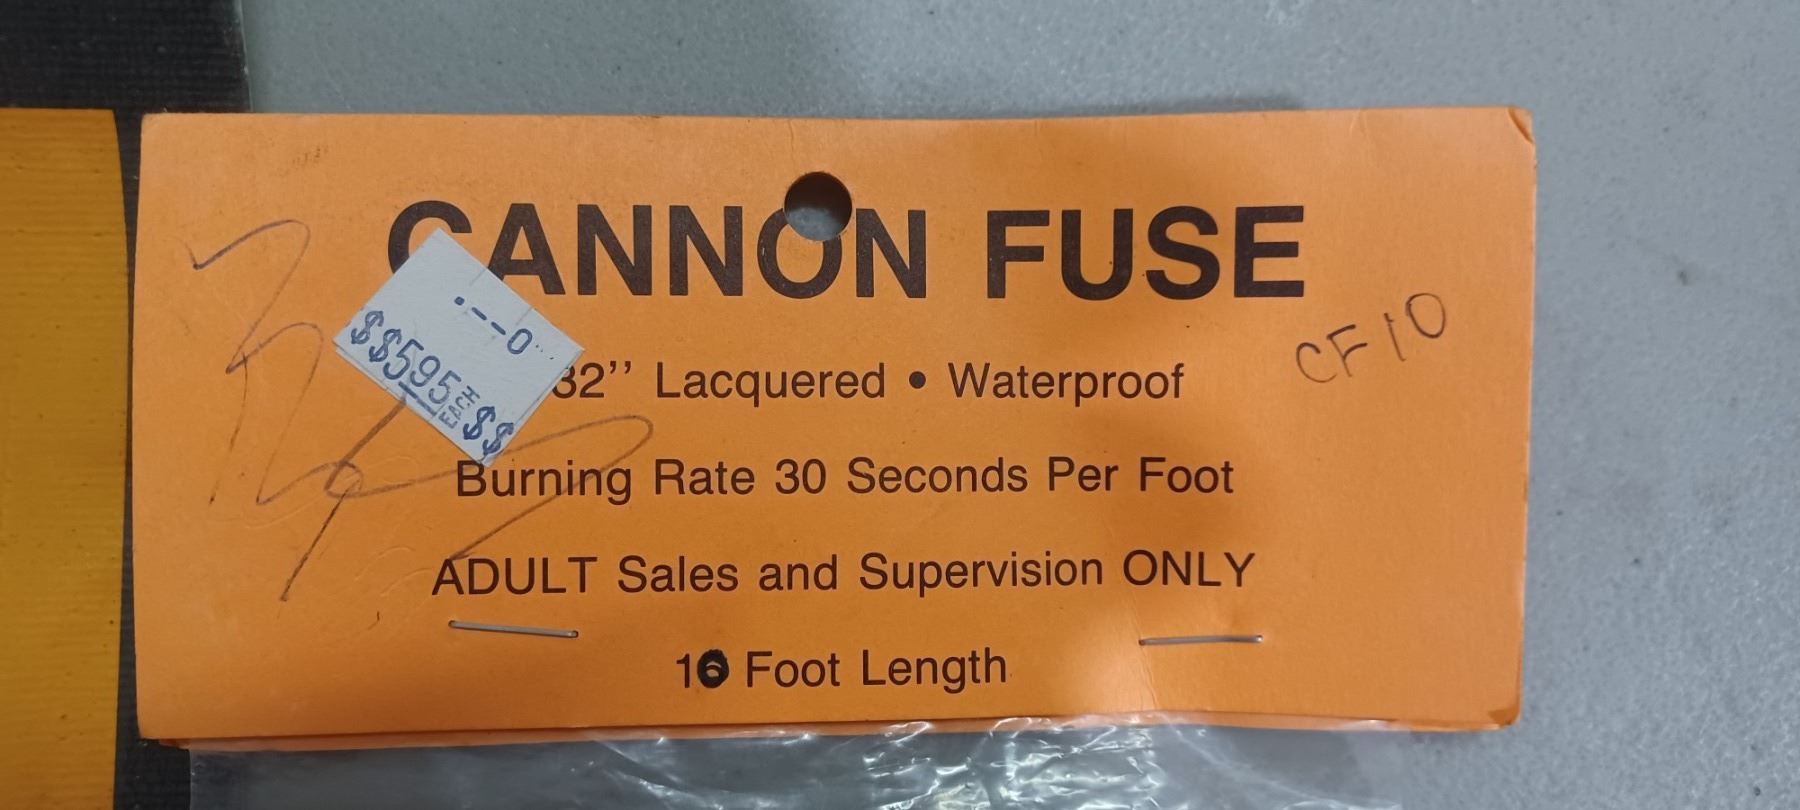 CANNON FUSE
.---0
$$595 EACH $$
CF10
32" Lacquered • Waterproof
Burning Rate 30 Seconds Per Foot
ADULT Sales and Supervision ONLY
Foot Length